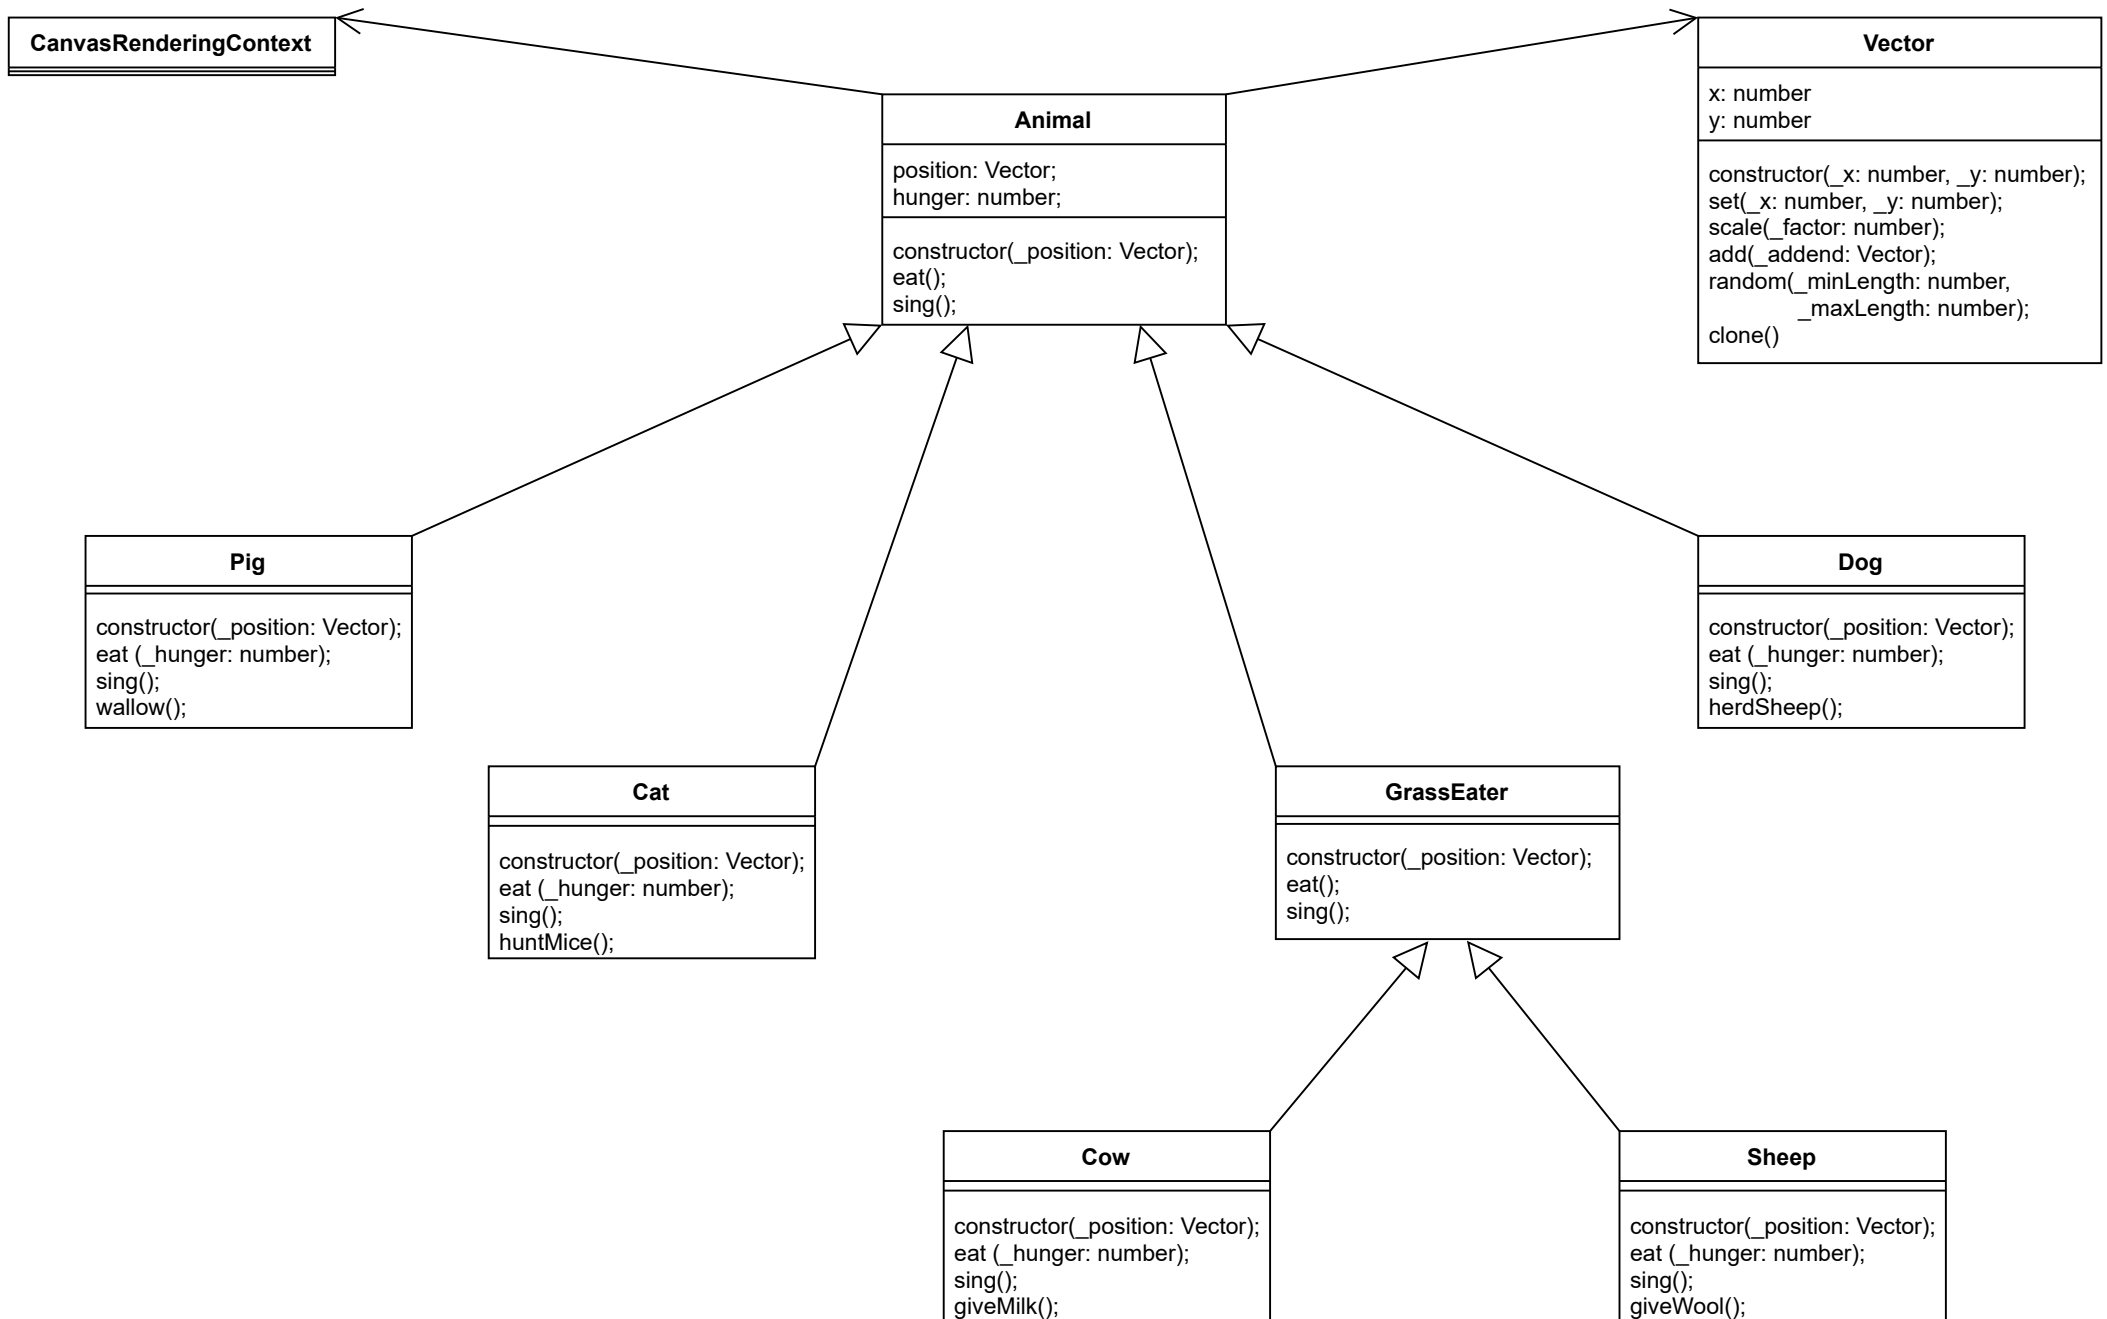 CanvasRenderingContext
Animal
position: Vector;
hunger: number;
constructor(_position: Vector);
eat();
sing();
Vector
x: number
y: number
constructor(_x: number, _y: number);
set(_x: number, _y: number);
scale(_factor: number);
add(_addend: Vector);
random(_minLength: number,
_maxLength: number);
clone()
Pig
constructor(_position: Vector);
eat (_hunger: number);
sing();
wallow();
Cat
constructor(_position: Vector);
eat (_hunger: number);
sing();
huntMice();
GrassEater
constructor(_position: Vector);
eat();
sing();
Dog
constructor(_position: Vector);
eat (_hunger: number);
sing();
herdSheep();
Cow
constructor(_position: Vector);
eat (_hunger: number);
sing();
giveMilk();
Sheep
constructor(_position: Vector);
eat (_hunger: number);
sing();
giveWool();